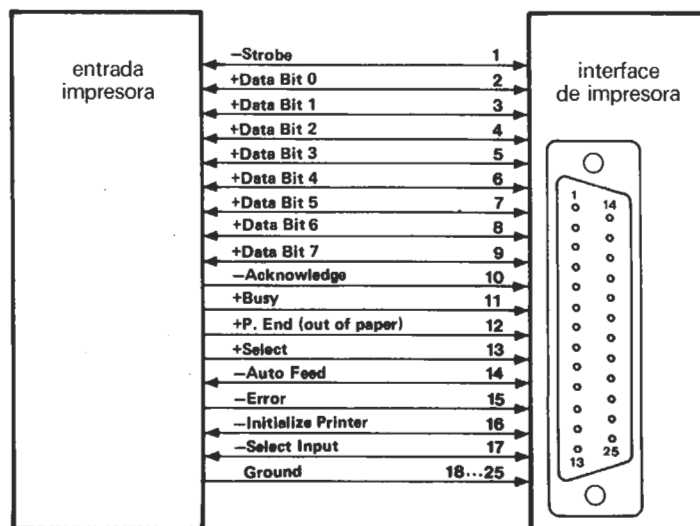 entrada
impresora
−Strobe 1
+Data Bit 0 2
+Data Bit 1 3
+Data Bit 2 4
+Data Bit 3 5
+Data Bit 4 6
+Data Bit 5 7
+Data Bit 6 8
+Data Bit 7 9
−Acknowledge 10
+Busy 11
+P. End (out of paper) 12
+Select 13
−Auto Feed 14
−Error 15
−Initialize Printer 16
−Select Input 17
Ground 18...25
interface
de impresora
1 14
13 25